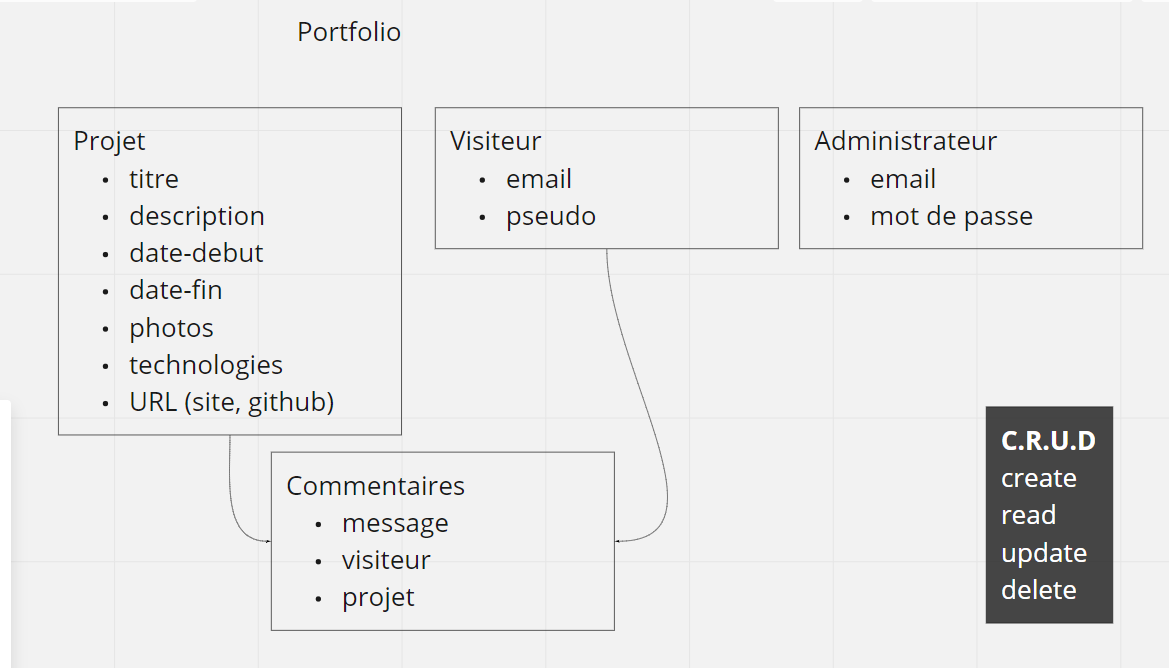 Portfolio
Projet
titre
description
date-debut
date-fin
photos
technologies
URL (site, github)
Visiteur
email
pseudo
Administrateur
email
mot de passe
Commentaires
message
visiteur
projet
C.R.U.D
create
read
update
delete